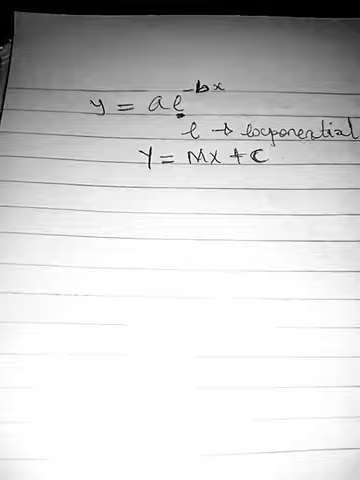 y = ae^{-bx}
e → exponential
Y = MX + C